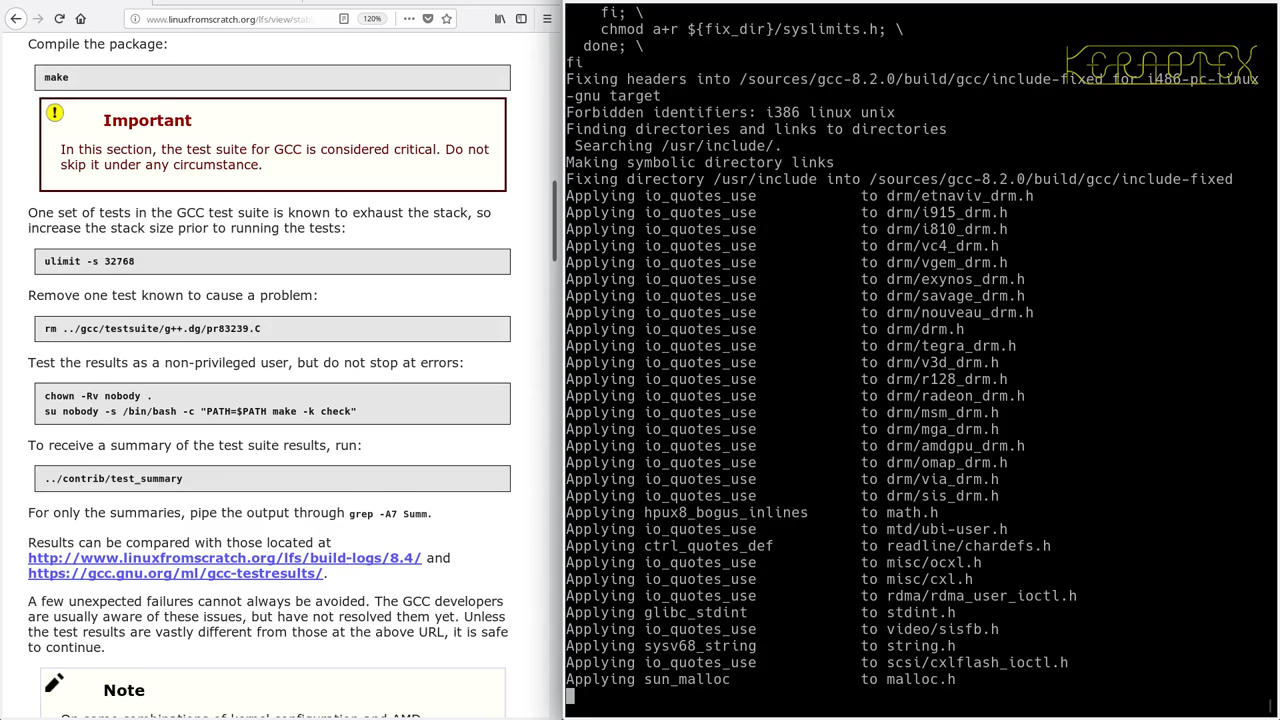 www.linuxfromscratch.org/lfs/view/stab
120%
Compile the package:
make
Important
In this section, the test suite for GCC is considered critical. Do not
skip it under any circumstance.
One set of tests in the GCC test suite is known to exhaust the stack, so
increase the stack size prior to running the tests:
ulimit -s 32768
Remove one test known to cause a problem:
rm ../gcc/testsuite/g++.dg/pr83239.C
Test the results as a non-privileged user, but do not stop at errors:
chown -Rv nobody .
su nobody -s /bin/bash -c "PATH=$PATH make -k check"
To receive a summary of the test suite results, run:
../contrib/test_summary
For only the summaries, pipe the output through grep -A7 Summ.
Results can be compared with those located at
http://www.linuxfromscratch.org/lfs/build-logs/8.4/ and
https://gcc.gnu.org/ml/gcc-testresults/.
A few unexpected failures cannot always be avoided. The GCC developers
are usually aware of these issues, but have not resolved them yet. Unless
the test results are vastly different from those at the above URL, it is safe
to continue.
Note
On some combinations of kernel configuration and AMD
fi; \
chmod a+r ${fix_dir}/syslimits.h; \
done; \
fi
Fixing headers into /sources/gcc-8.2.0/build/gcc/include-fixed for i486-pc-linux
-gnu target
Forbidden identifiers: i386 linux unix
Finding directories and links to directories
Searching /usr/include/.
Making symbolic directory links
Fixing directory /usr/include into /sources/gcc-8.2.0/build/gcc/include-fixed
Applying io_quotes_use to drm/etnaviv_drm.h
Applying io_quotes_use to drm/i915_drm.h
Applying io_quotes_use to drm/i810_drm.h
Applying io_quotes_use to drm/vc4_drm.h
Applying io_quotes_use to drm/vgem_drm.h
Applying io_quotes_use to drm/exynos_drm.h
Applying io_quotes_use to drm/savage_drm.h
Applying io_quotes_use to drm/nouveau_drm.h
Applying io_quotes_use to drm/drm.h
Applying io_quotes_use to drm/tegra_drm.h
Applying io_quotes_use to drm/v3d_drm.h
Applying io_quotes_use to drm/r128_drm.h
Applying io_quotes_use to drm/radeon_drm.h
Applying io_quotes_use to drm/msm_drm.h
Applying io_quotes_use to drm/mga_drm.h
Applying io_quotes_use to drm/amdgpu_drm.h
Applying io_quotes_use to drm/omap_drm.h
Applying io_quotes_use to drm/via_drm.h
Applying io_quotes_use to drm/sis_drm.h
Applying hpux8_bogus_inlines to math.h
Applying io_quotes_use to mtd/ubi-user.h
Applying ctrl_quotes_def to readline/chardefs.h
Applying io_quotes_use to misc/ocxl.h
Applying io_quotes_use to misc/cxl.h
Applying io_quotes_use to rdma/rdma_user_ioctl.h
Applying glibc_stdint to stdint.h
Applying io_quotes_use to video/sisfb.h
Applying sysv68_string to string.h
Applying io_quotes_use to scsi/cxlflash_ioctl.h
Applying sun_malloc to malloc.h